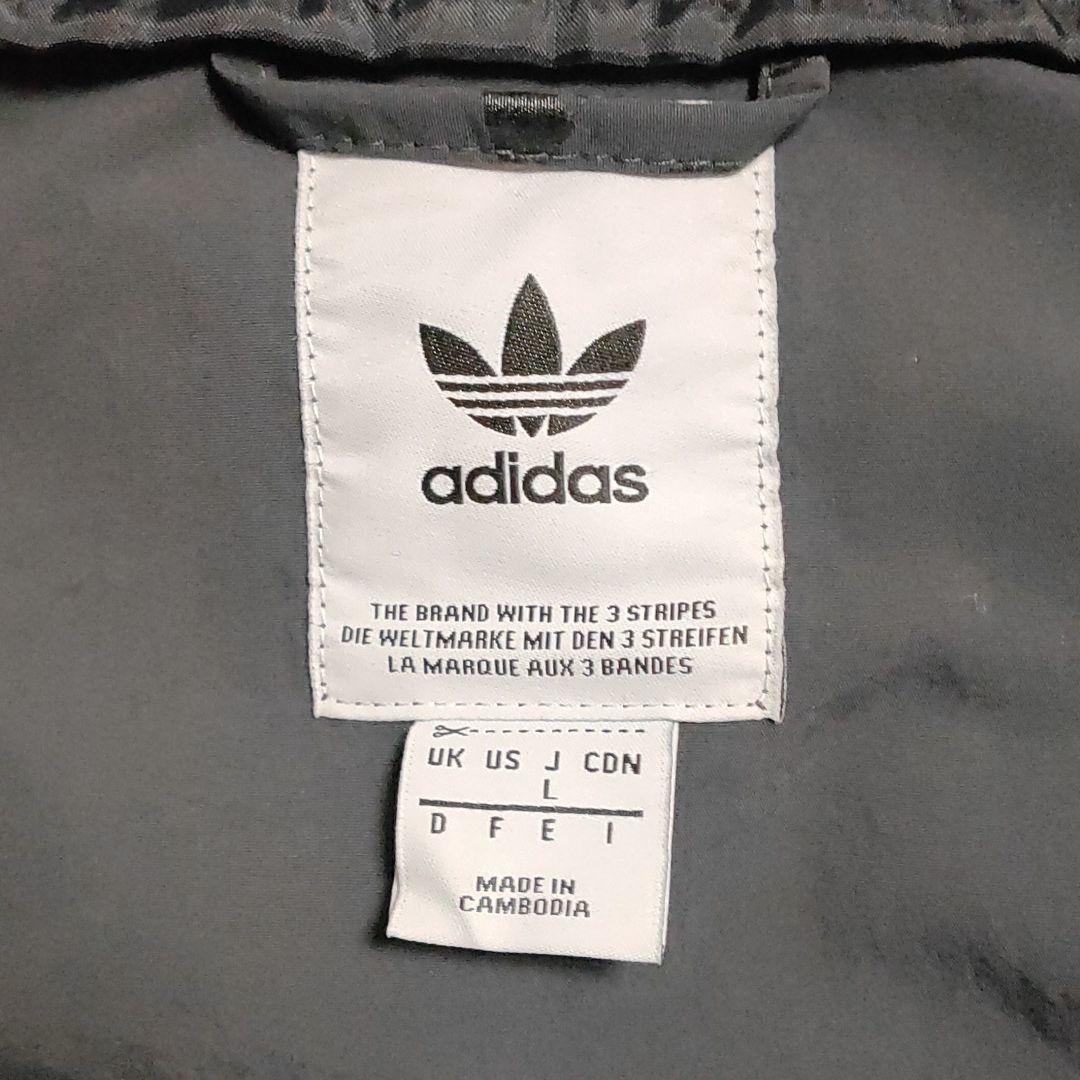 adidas
THE BRAND WITH THE 3 STRIPES
DIE WELTMARKE MIT DEN 3 STREIFEN
LA MARQUE AUX 3 BANDES
UK US J CDN
L
D F E I
MADE IN
CAMBODIA